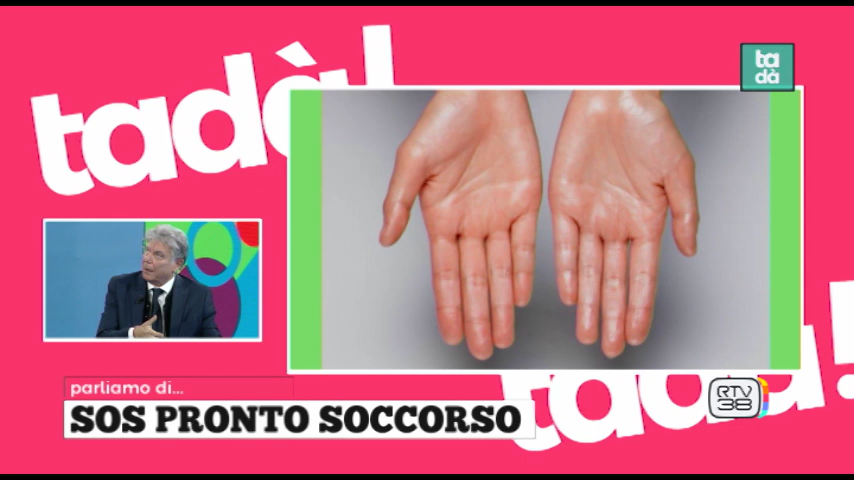 tadà!
ta
dà
parliamo di...
SOS PRONTO SOCCORSO
tadà!
RTV
38